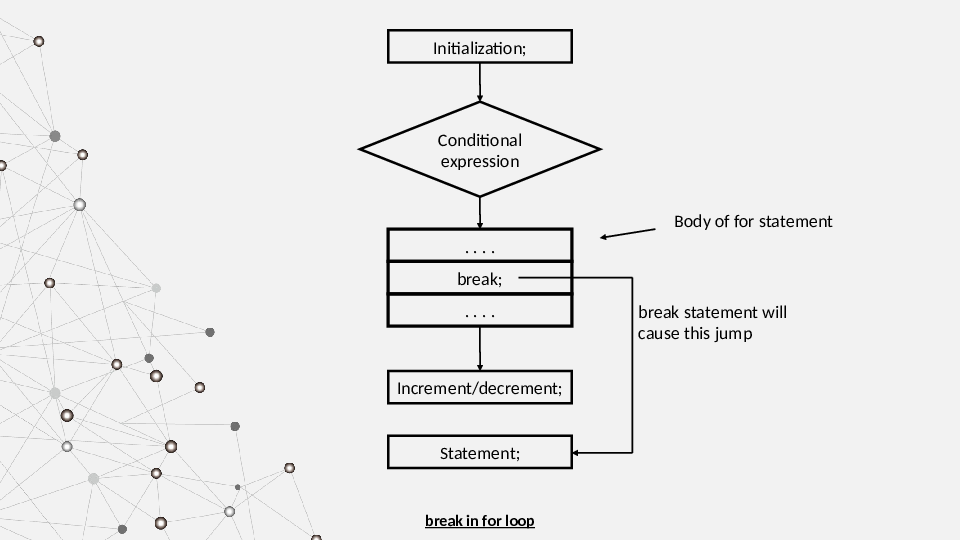 Initialization;
Conditional
expression
Body of for statement
. . . .
break;
. . . .
break statement will
cause this jump
Increment/decrement;
Statement;
break in for loop